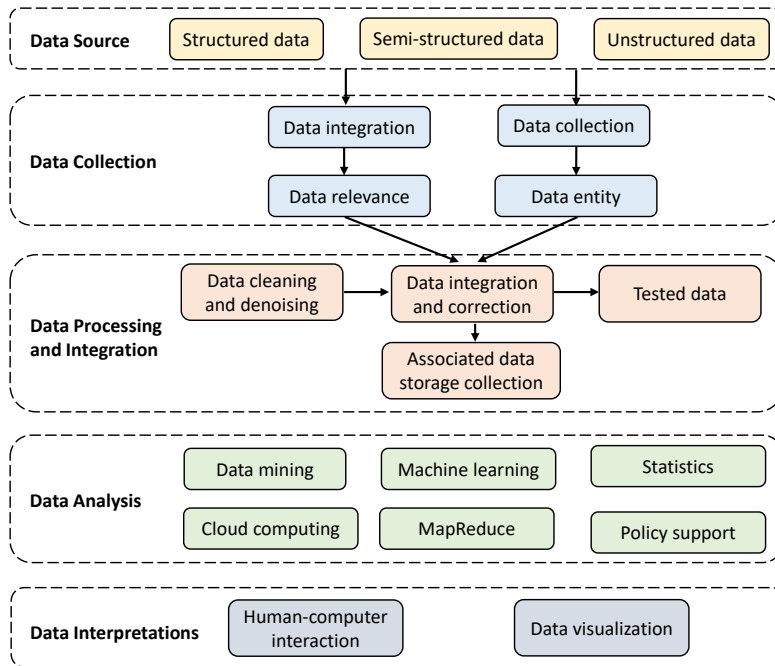 Data Source
Structured data
Semi-structured data
Unstructured data
Data Collection
Data integration
Data collection
Data relevance
Data entity
Data Processing
and Integration
Data cleaning
and denoising
Data integration
and correction
Tested data
Associated data
storage collection
Data Analysis
Data mining
Machine learning
Statistics
Cloud computing
MapReduce
Policy support
Data Interpretations
Human-computer
interaction
Data visualization